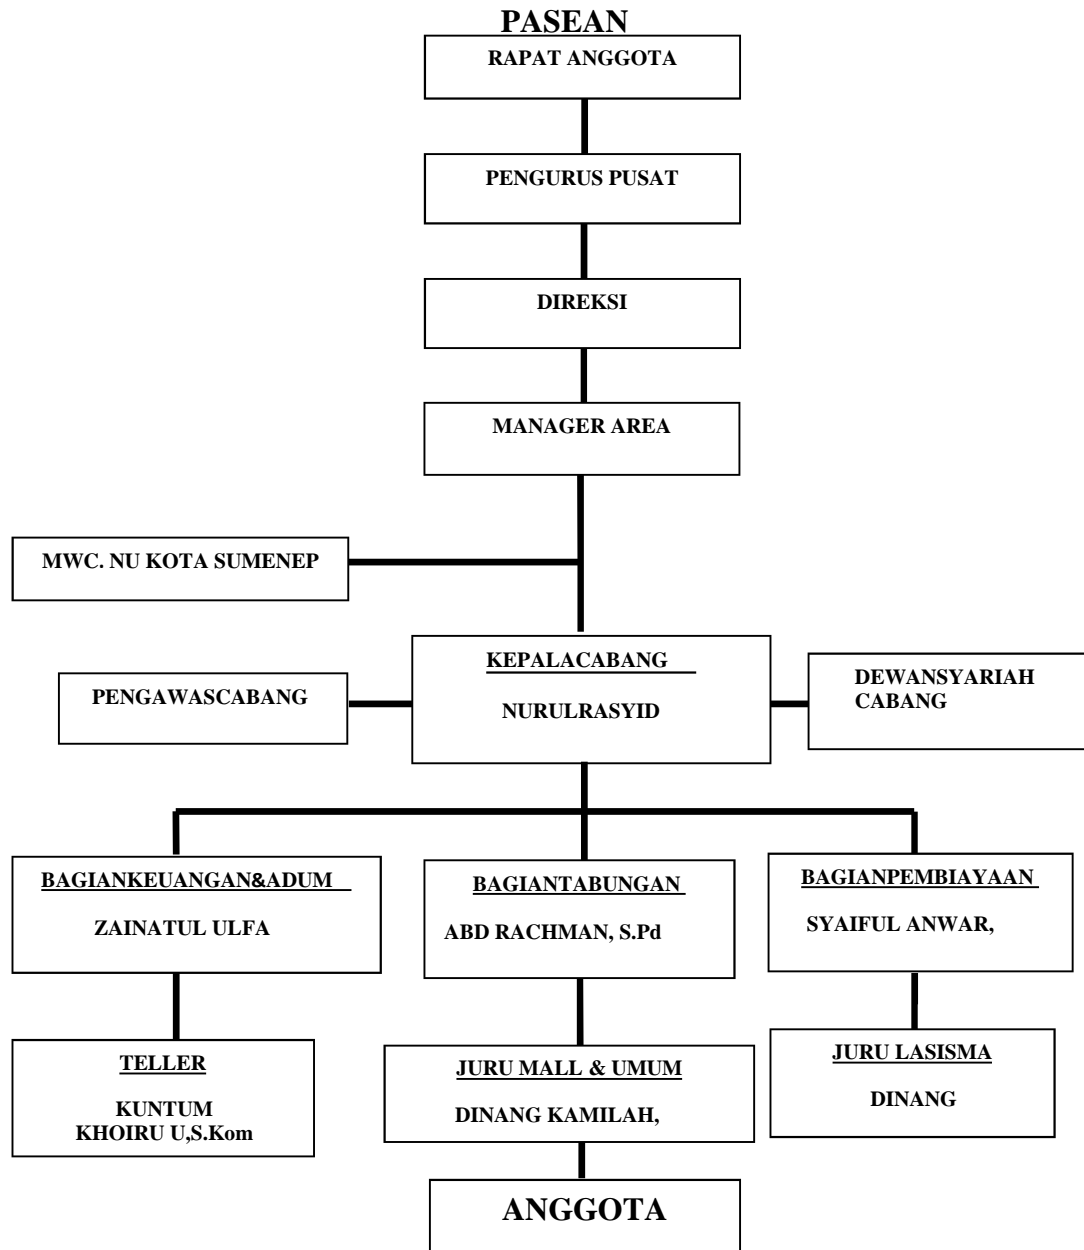 PASEAN
RAPAT ANGGOTA
PENGURUS PUSAT
DIREKSI
MANAGER AREA
MWC. NU KOTA SUMENEP
PENGAWASCABANG
KEPALACABANG
NURULRASYID
DEWANSYARIAH
CABANG
BAGIANKEUANGAN&ADUM
ZAINATUL ULFA
BAGIANTABUNGAN
ABD RACHMAN, S.Pd
BAGIANPEMBIAYAAN
SYAIFUL ANWAR,
TELLER
KUNTUM
KHOIRU U,S.Kom
JURU MALL & UMUM
DINANG KAMILAH,
JURU LASISMA
DINANG
ANGGOTA